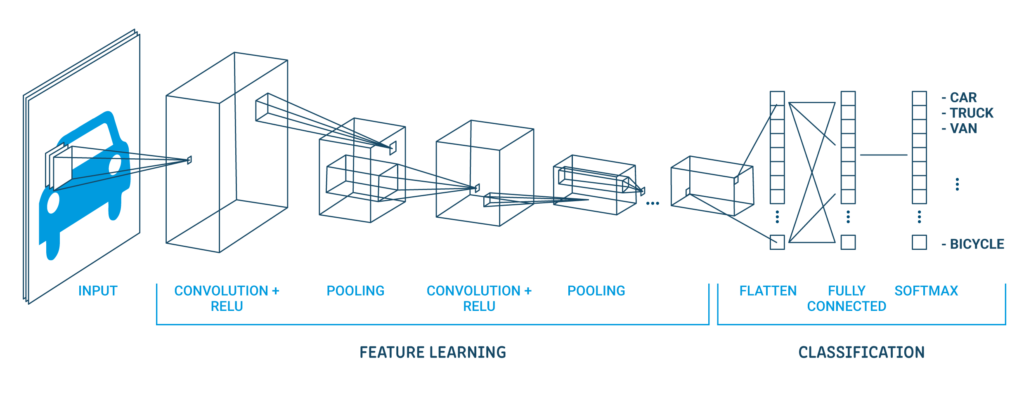 - CAR
- TRUCK
- VAN
- BICYCLE
INPUT
CONVOLUTION +
RELU
POOLING
CONVOLUTION +
RELU
POOLING
FLATTEN
FULLY
CONNECTED
SOFTMAX
FEATURE LEARNING
CLASSIFICATION